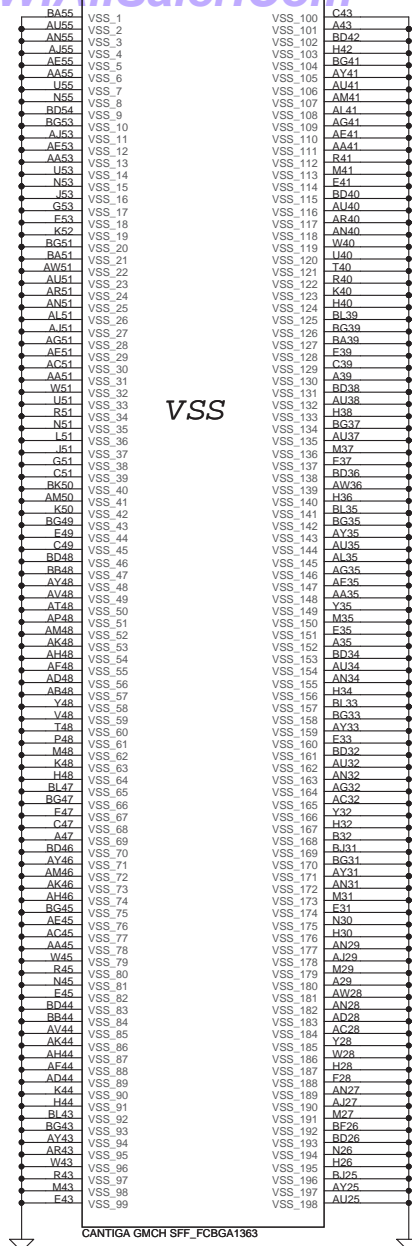 BA55 VSS_1 VSS_100 C43
AU55 VSS_2 VSS_101 A43
AN55 VSS_3 VSS_102 BD42
AJ55 VSS_4 VSS_103 H42
AE55 VSS_5 VSS_104 BG41
AA55 VSS_6 VSS_105 AY41
U55 VSS_7 VSS_106 AU41
N55 VSS_8 VSS_107 AM41
BD54 VSS_9 VSS_108 AL41
BG53 VSS_10 VSS_109 AG41
AJ53 VSS_11 VSS_110 AE41
AE53 VSS_12 VSS_111 AA41
AA53 VSS_13 VSS_112 R41
U53 VSS_14 VSS_113 M41
N53 VSS_15 VSS_114 E41
J53 VSS_16 VSS_115 BD40
G53 VSS_17 VSS_116 AU40
E53 VSS_18 VSS_117 AR40
K52 VSS_19 VSS_118 AN40
BG51 VSS_20 VSS_119 W40
BA51 VSS_21 VSS_120 U40
AW51 VSS_22 VSS_121 T40
AU51 VSS_23 VSS_122 R40
AR51 VSS_24 VSS_123 K40
AN51 VSS_25 VSS_124 H40
AL51 VSS_26 VSS_125 BL39
AJ51 VSS_27 VSS_126 BG39
AG51 VSS_28 VSS_127 BA39
AE51 VSS_29 VSS_128 E39
AC51 VSS_30 VSS_129 C39
AA51 VSS_31 VSS_130 A39
W51 VSS_32 VSS_131 BD38
U51 VSS_33 VSS VSS_132 AU38
R51 VSS_34 VSS_133 H38
N51 VSS_35 VSS_134 BG37
L51 VSS_36 VSS_135 AU37
J51 VSS_37 VSS_136 M37
G51 VSS_38 VSS_137 E37
C51 VSS_39 VSS_138 BD36
BK50 VSS_40 VSS_139 AW36
AM50 VSS_41 VSS_140 H36
K50 VSS_42 VSS_141 BL35
BG49 VSS_43 VSS_142 BG35
E49 VSS_44 VSS_143 AY35
C49 VSS_45 VSS_144 AU35
BD48 VSS_46 VSS_145 AL35
BB48 VSS_47 VSS_146 AG35
AY48 VSS_48 VSS_147 AE35
AV48 VSS_49 VSS_148 AA35
AT48 VSS_50 VSS_149 Y35
AP48 VSS_51 VSS_150 M35
AM48 VSS_52 VSS_151 E35
AK48 VSS_53 VSS_152 A35
AH48 VSS_54 VSS_153 BD34
AF48 VSS_55 VSS_154 AU34
AD48 VSS_56 VSS_155 AN34
AB48 VSS_57 VSS_156 H34
Y48 VSS_58 VSS_157 BL33
V48 VSS_59 VSS_158 BG33
T48 VSS_60 VSS_159 AY33
P48 VSS_61 VSS_160 E33
M48 VSS_62 VSS_161 BD32
K48 VSS_63 VSS_162 AU32
H48 VSS_64 VSS_163 AN32
BL47 VSS_65 VSS_164 AG32
BG47 VSS_66 VSS_165 AC32
E47 VSS_67 VSS_166 Y32
C47 VSS_68 VSS_167 H32
A47 VSS_69 VSS_168 B32
BD46 VSS_70 VSS_169 BJ31
AY46 VSS_71 VSS_170 BG31
AM46 VSS_72 VSS_171 AY31
AK46 VSS_73 VSS_172 AN31
AH46 VSS_74 VSS_173 M31
BG45 VSS_75 VSS_174 E31
AE45 VSS_76 VSS_175 N30
AC45 VSS_77 VSS_176 H30
AA45 VSS_78 VSS_177 AN29
W45 VSS_79 VSS_178 AJ29
R45 VSS_80 VSS_179 M29
N45 VSS_81 VSS_180 A29
E45 VSS_82 VSS_181 AW28
BD44 VSS_83 VSS_182 AN28
BB44 VSS_84 VSS_183 AD28
AV44 VSS_85 VSS_184 AC28
AK44 VSS_86 VSS_185 Y28
AH44 VSS_87 VSS_186 W28
AF44 VSS_88 VSS_187 H28
AD44 VSS_89 VSS_188 F28
K44 VSS_90 VSS_189 AN27
H44 VSS_91 VSS_190 AJ27
BL43 VSS_92 VSS_191 M27
BG43 VSS_93 VSS_192 BF26
AY43 VSS_94 VSS_193 BD26
AR43 VSS_95 VSS_194 N26
W43 VSS_96 VSS_195 H26
R43 VSS_97 VSS_196 BJ25
M43 VSS_98 VSS_197 AY25
E43 VSS_99 VSS_198 AU25
CANTIGA GMCH SFF_FCBGA1363